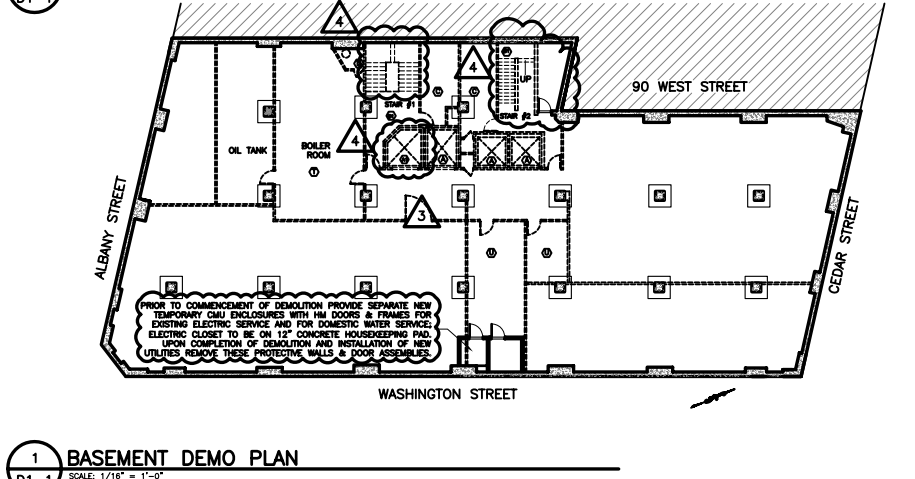 D1-1
4
4
90 WEST STREET
UP
STAIR #1
STAIR #2
4
OIL TANK
BOILER
ROOM
T
H
A
A
A
3
ALBANY STREET
CEDAR STREET
U
U
PRIOR TO COMMENCEMENT OF DEMOLITION PROVIDE SEPARATE NEW
TEMPORARY CMU ENCLOSURES WITH HM DOORS & FRAMES FOR
EXISTING ELECTRIC SERVICE AND FOR DOMESTIC WATER SERVICE;
ELECTRIC CLOSET TO BE ON 12" CONCRETE HOUSEKEEPING PAD.
UPON COMPLETION OF DEMOLITION AND INSTALLATION OF NEW
UTILITIES REMOVE THESE PROTECTIVE WALLS & DOOR ASSEMBLIES.
WASHINGTON STREET
1
BASEMENT DEMO PLAN
D1-1
SCALE: 1/16" = 1'-0"